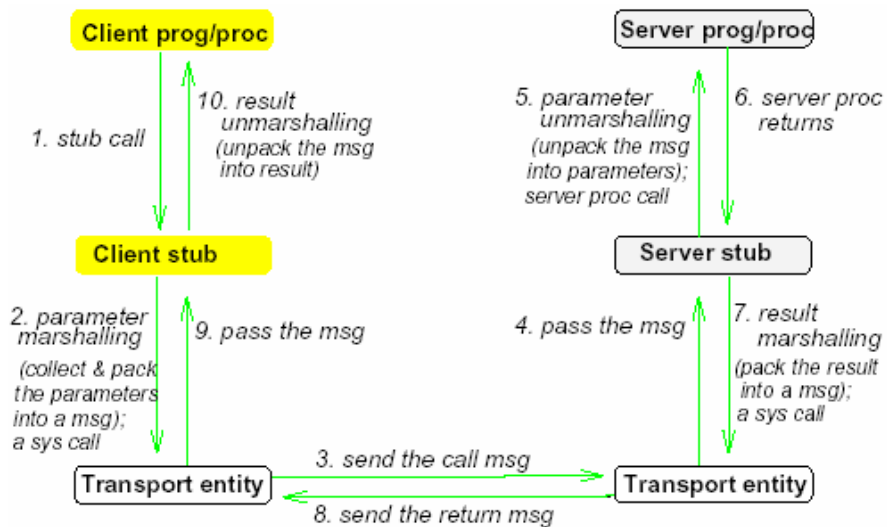 Client prog/proc
Server prog/proc
1. stub call
10. result
unmarshalling
(unpack the msg
into result)
5. parameter
unmarshalling
(unpack the msg
into parameters);
server proc call
6. server proc
returns
Client stub
Server stub
2. parameter
marshalling
(collect & pack
the parameters
into a msg);
a sys call
9. pass the msg
4. pass the msg
7. result
marshalling
(pack the result
into a msg);
a sys call
3. send the call msg
Transport entity
Transport entity
8. send the return msg